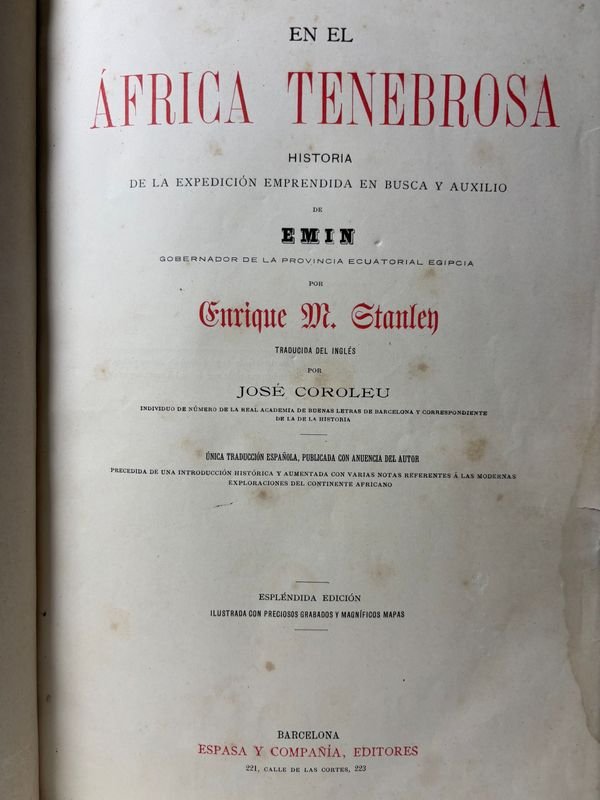 EN EL
ÁFRICA TENEBROSA
HISTORIA
DE LA EXPEDICIÓN EMPRENDIDA EN BUSCA Y AUXILIO
DE
EMIN
GOBERNADOR DE LA PROVINCIA ECUATORIAL EGIPCIA
POR
Enrique M. Stanley
TRADUCIDA DEL INGLÉS
POR
JOSÉ COROLEU
INDIVIDUO DE NÚMERO DE LA REAL ACADEMIA DE BUENAS LETRAS DE BARCELONA Y CORRESPONDIENTE
DE LA DE LA HISTORIA
ÚNICA TRADUCCIÓN ESPAÑOLA, PUBLICADA CON ANUENCIA DEL AUTOR
PRECEDIDA DE UNA INTRODUCCIÓN HISTÓRICA Y AUMENTADA CON VARIAS NOTAS REFERENTES Á LAS MODERNAS
EXPLORACIONES DEL CONTINENTE AFRICANO
ESPLÉNDIDA EDICIÓN
ILUSTRADA CON PRECIOSOS GRABADOS Y MAGNÍFICOS MAPAS
BARCELONA
ESPASA Y COMPAÑÍA, EDITORES
221, CALLE DE LAS CORTES, 223